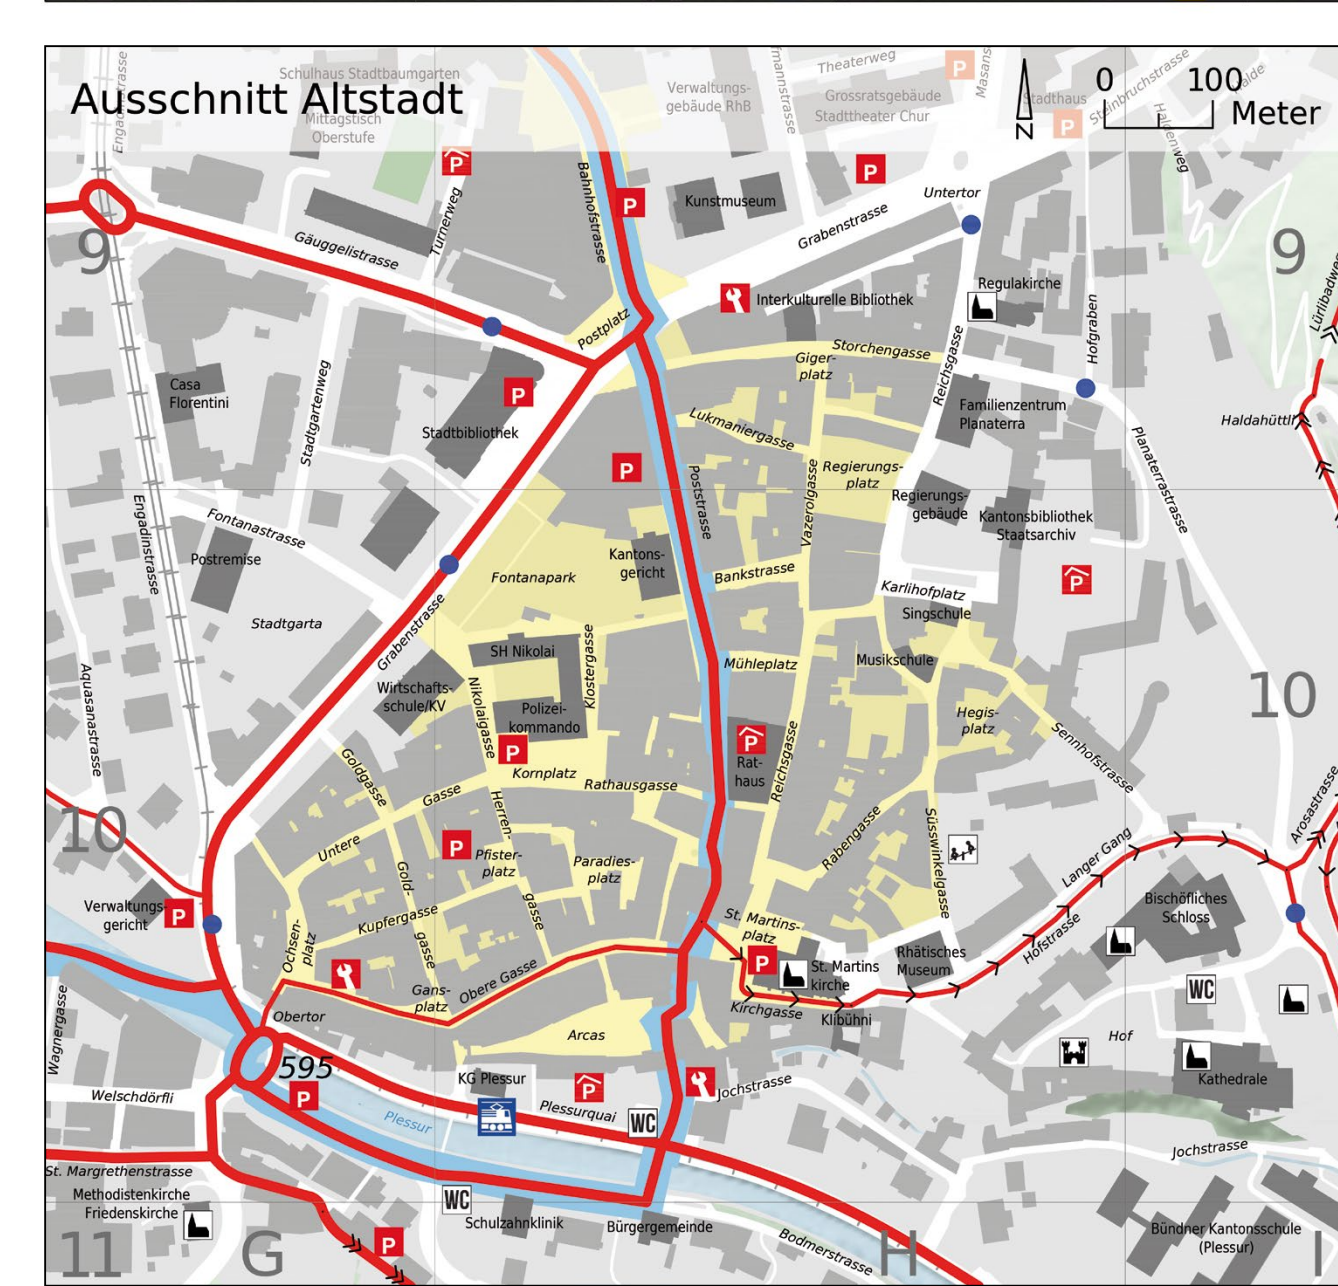 Ausschnitt Altstadt
0 100
Meter
N
Schulhaus Stadtbaumgarten
Mittagstisch
Oberstufe
Verwaltungs-
gebäude RhB
Theaterweg
Grossratsgebäude
Stadttheater Chur
Stadthaus
Steinbruchstrasse
Haldenweg
Engadinstrasse
P
P
P
P
P
Bahnhofstrasse
Turnerweg
Kunstmuseum
Untertor
Grabenstrasse
9
9
Gäuggelistrasse
Postplatz
Interkulturelle Bibliothek
Regulakirche
Hofgraben
Lürlibadweg
Storchengasse
Giger-
platz
Reichsgasse
Casa
Florentini
Stadtgartenweg
P
Stadtbibliothek
Lukmaniergasse
Familienzentrum
Planaterra
Haldahüttli
P
Poststrasse
Vazerolgasse
Regierungs-
platz
Regierungs-
gebäude
Kantonsbibliothek
Staatsarchiv
Planaterrastrasse
Engadinstrasse
Fontanastrasse
Postremise
Fontanapark
Kantons-
gericht
Bankstrasse
Karlihofplatz
Singschule
P
Stadtgarta
Grabenstrasse
SH Nikolai
Klostergasse
Mühleplatz
Musikschule
Aquasanastrasse
Wirtschafts-
schule/KV
Nikolaigasse
Polizei-
kommando
P
Kornplatz
Rathausgasse
P
Rat-
haus
Reichsgasse
Hegis-
platz
Sennhofstrasse
10
10
Goldgasse
Untere
Gasse
Herren-
gasse
P
Pfister-
platz
Paradies-
platz
Rabengasse
Süsswinkelgasse
Arosastrasse
Langer Gang
Hofstrasse
Verwaltungs-
gericht
P
Gold-
gasse
Kupfergasse
Ochsen-
platz
Gans-
platz
Obere Gasse
St. Martins-
platz
P
St. Martins
kirche
Kirchgasse
Klibühni
Rhätisches
Museum
Bischöfliches
Schloss
WC
Hof
Kathedrale
Wagnergasse
Obertor
595
P
Arcas
KG Plessur
Plessurquai
P
WC
Jochstrasse
Plessur
Welschdörfli
St. Margrethenstrasse
Methodistenkirche
Friedenskirche
WC
Schulzahnklinik
Bürgergemeinde
Bodmerstrasse
Jochstrasse
Bündner Kantonsschule
(Plessur)
P
11 G H I